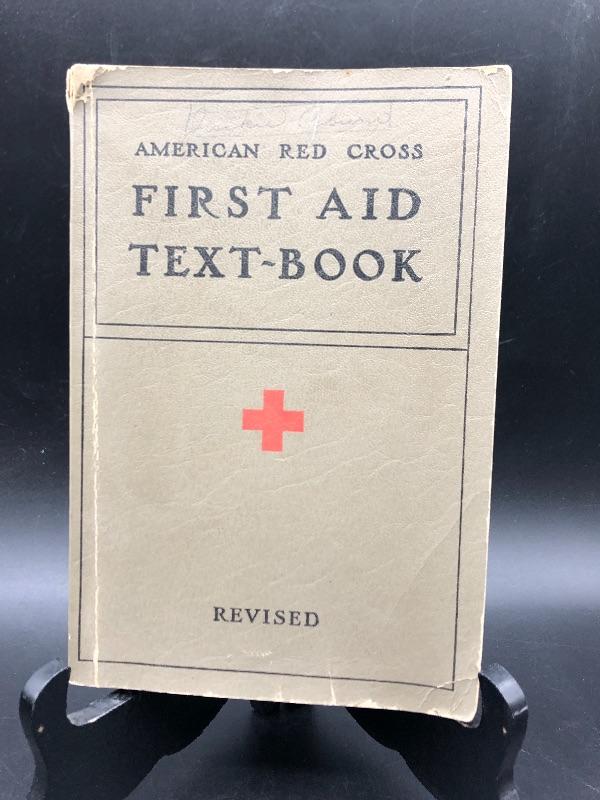 AMERICAN RED CROSS
FIRST AID
TEXT-BOOK
REVISED